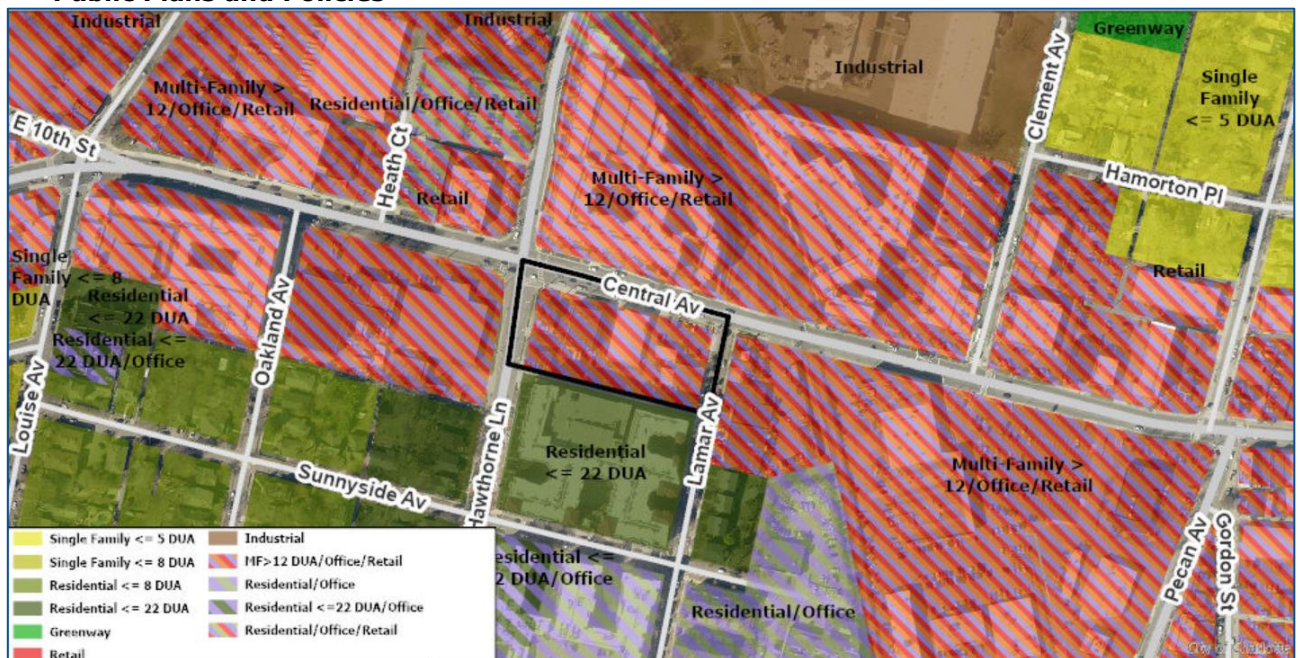 Public Plans and Policies
Industrial
Industrial
Greenway
Multi-Family >
12/Office/Retail
Residential/Office/Retail
Industrial
Clement Av
Single
Family
<= 5 DUA
E 10th St
Heath Ct
Retail
Multi-Family >
12/Office/Retail
Hamorton Pl
Single
Family <= 8
DUA
Residential
<= 22 DUA
Residential <=
22 DUA/Office
Oakland Av
Central Av
Retail
Louise Av
Hawthorne Ln
Residential
<= 22 DUA
Lamar Av
Multi-Family >
12/Office/Retail
Sunnyside Av
Pecan Av
Gordon St
Residential/Office
Single Family <= 5 DUA
Single Family <= 8 DUA
Residential <= 8 DUA
Residential <= 22 DUA
Greenway
Retail
Industrial
MF>12 DUA/Office/Retail
Residential/Office
Residential <=22 DUA/Office
Residential/Office/Retail
esidential <=
2 DUA/Office
City of Charlotte